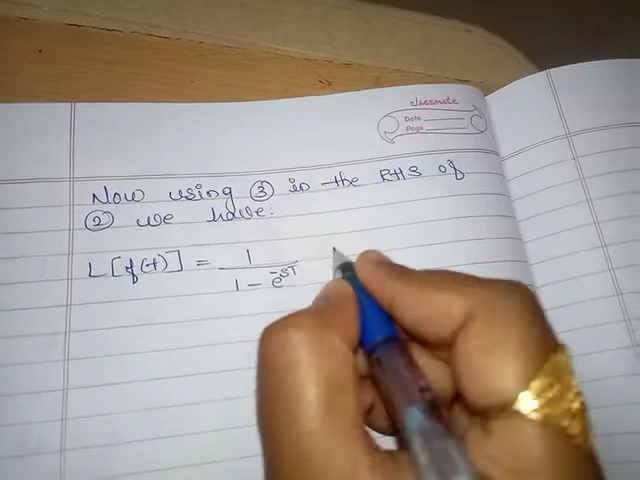 classmate
Date
Page
Now using ③ in the RHS of
② we have:
L[f(t)] = 1 / 1 - e^-ST